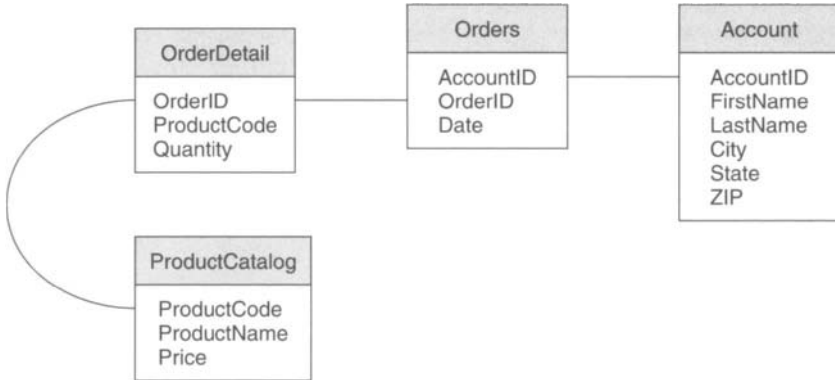 OrderDetail
OrderID
ProductCode
Quantity
Orders
AccountID
OrderID
Date
Account
AccountID
FirstName
LastName
City
State
ZIP
ProductCatalog
ProductCode
ProductName
Price